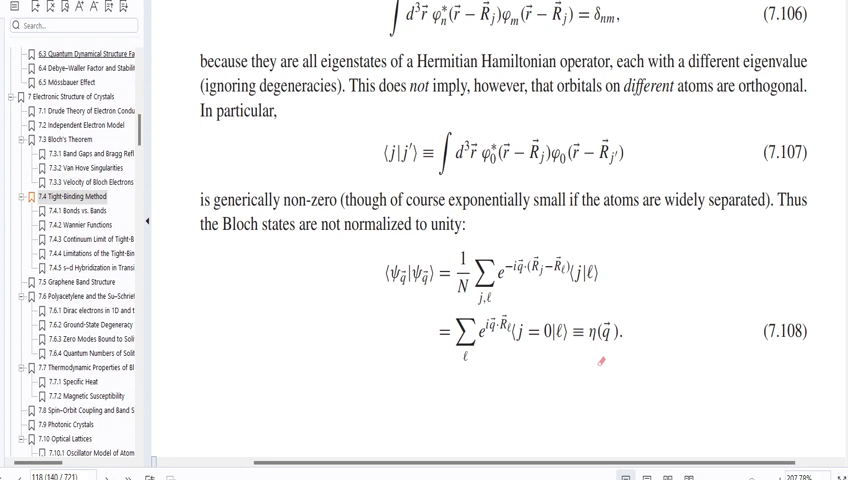 Search...
6.3 Quantum Dynamical Structure Fa
6.4 Debye–Waller Factor and Stabilit
6.5 Mössbauer Effect
7 Electronic Structure of Crystals
7.1 Drude Theory of Electron Condu
7.2 Independent Electron Model
7.3 Bloch's Theorem
7.3.1 Band Gaps and Bragg Refl
7.3.2 Van Hove Singularities
7.3.3 Velocity of Bloch Electrons
7.4 Tight-Binding Method
7.4.1 Bonds vs. Bands
7.4.2 Wannier Functions
7.4.3 Continuum Limit of Tight-B
7.4.4 Limitations of the Tight-Bin
7.4.5 s–d Hybridization in Transi
7.5 Graphene Band Structure
7.6 Polyacetylene and the Su–Schrief
7.6.1 Dirac electrons in 1D and t
7.6.2 Ground-State Degeneracy
7.6.3 Zero Modes Bound to Solit
7.6.4 Quantum Numbers of Solit
7.7 Thermodynamic Properties of Bl
7.7.1 Specific Heat
7.7.2 Magnetic Susceptibility
7.8 Spin–Orbit Coupling and Band S
7.9 Photonic Crystals
7.10 Optical Lattices
7.10.1 Oscillator Model of Atom
∫ d³r⃗ φ*ₙ(r⃗ − R⃗ⱼ)φₘ(r⃗ − R⃗ⱼ) = δₙₘ, (7.106)
because they are all eigenstates of a Hermitian Hamiltonian operator, each with a different eigenvalue
(ignoring degeneracies). This does not imply, however, that orbitals on different atoms are orthogonal.
In particular,
⟨j|j′⟩ ≡ ∫ d³r⃗ φ*₀(r⃗ − R⃗ⱼ)φ₀(r⃗ − R⃗ⱼ′) (7.107)
is generically non-zero (though of course exponentially small if the atoms are widely separated). Thus
the Bloch states are not normalized to unity:
⟨ψ_q⃗|ψ_q⃗⟩ = 1/N ∑_{j,ℓ} e^{−iq⃗·(R⃗ⱼ−R⃗_ℓ)}⟨j|ℓ⟩
= ∑_ℓ e^{iq⃗·R⃗_ℓ}⟨j = 0|ℓ⟩ ≡ η(q⃗). (7.108)
118 (140 / 721)
207.78%